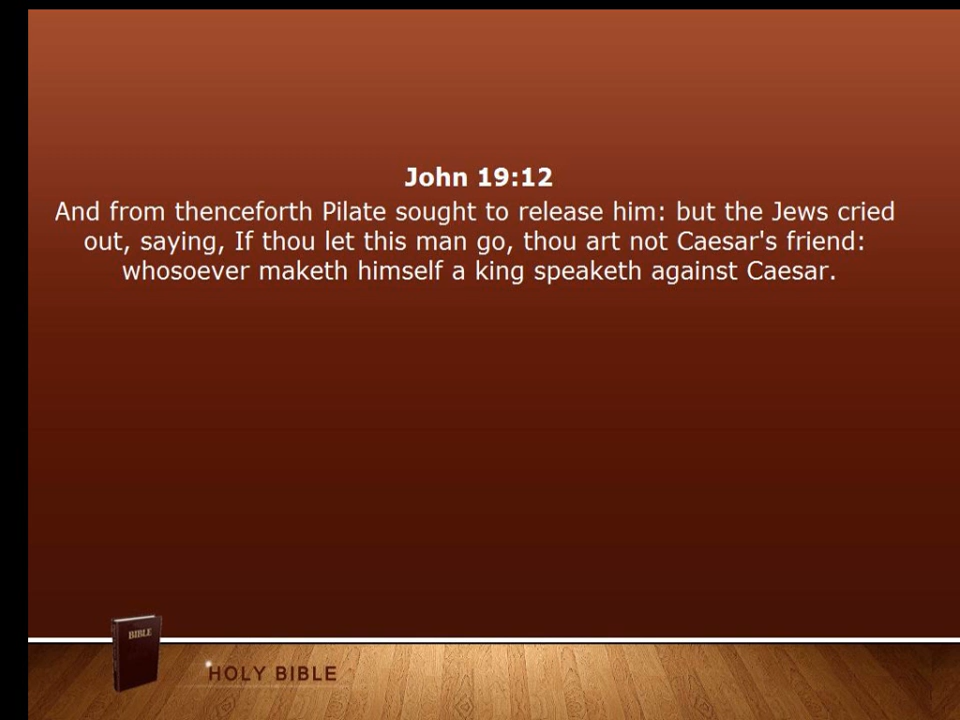 John 19:12
And from thenceforth Pilate sought to release him: but the Jews cried
out, saying, If thou let this man go, thou art not Caesar's friend:
whosoever maketh himself a king speaketh against Caesar.
BIBLE
HOLY BIBLE